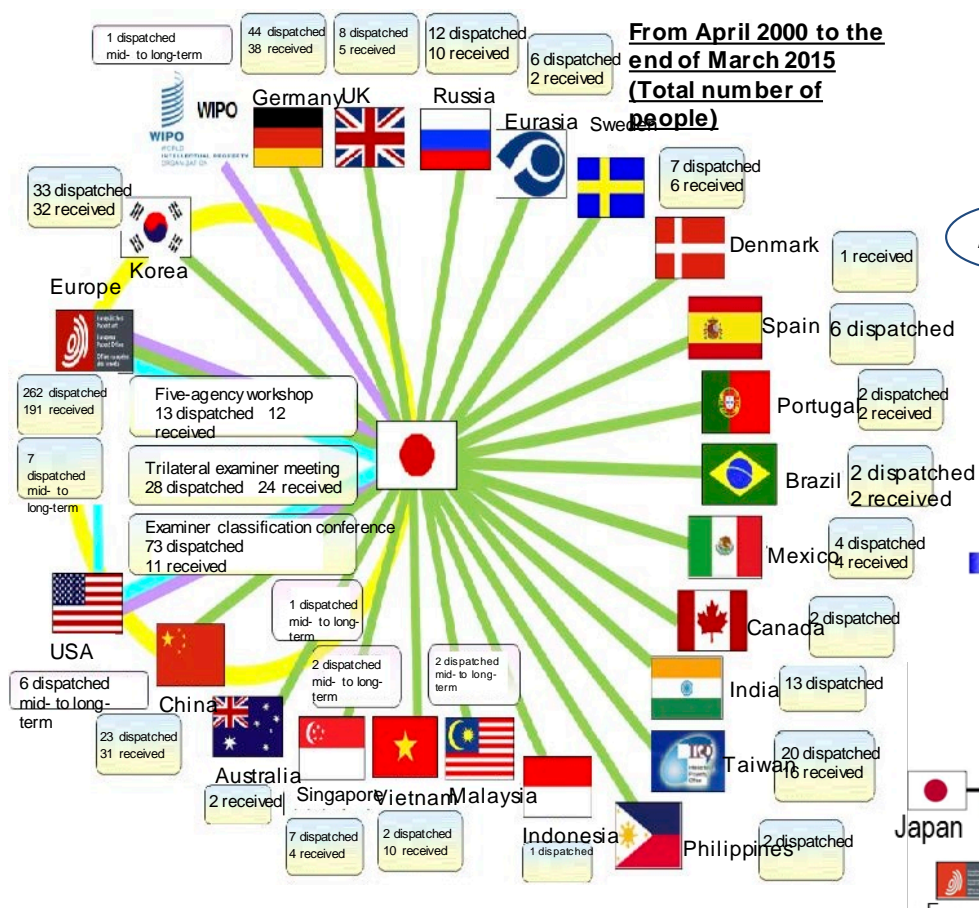 From April 2000 to the
end of March 2015
(Total number of
people)
1 dispatched
mid- to long-term
44 dispatched
38 received
8 dispatched
5 received
12 dispatched
10 received
6 dispatched
2 received
WIPO
WIPO
WORLD
INTELLECTUAL PROPERTY
ORGANIZATION
Germany
UK
Russia
Eurasia
Sweden
7 dispatched
6 received
33 dispatched
32 received
Korea
Europe
Denmark
1 received
Spain
6 dispatched
Portugal
2 dispatched
2 received
Brazil
2 dispatched
2 received
Mexico
4 dispatched
4 received
Canada
2 dispatched
India
13 dispatched
Taiwan
20 dispatched
16 received
Philippines
2 dispatched
Indonesia
1 dispatched
262 dispatched
191 received
7
dispatched
mid- to
long-term
Five-agency workshop
13 dispatched 12
received
Trilateral examiner meeting
28 dispatched 24 received
Examiner classification conference
73 dispatched
11 received
USA
6 dispatched
mid- to long-
term
China
23 dispatched
31 received
1 dispatched
mid- to long-
term
2 dispatched
mid- to long-
term
2 dispatched
mid- to long-
term
Australia
2 received
Singapore
7 dispatched
4 received
Vietnam
2 dispatched
10 received
Malaysia
Japan